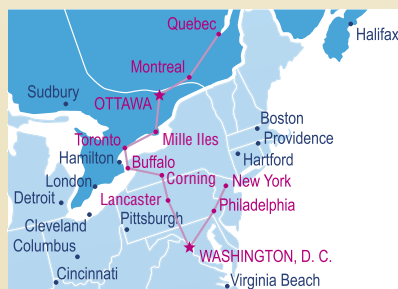 Quebec
Halifax
Montreal
Sudbury
OTTAWA
Boston
Toronto
Mille Iles
Providence
Hamilton
Buffalo
Hartford
London
Corning
New York
Detroit
Lancaster
Philadelphia
Cleveland
Pittsburgh
Columbus
WASHINGTON, D. C.
Cincinnati
Virginia Beach